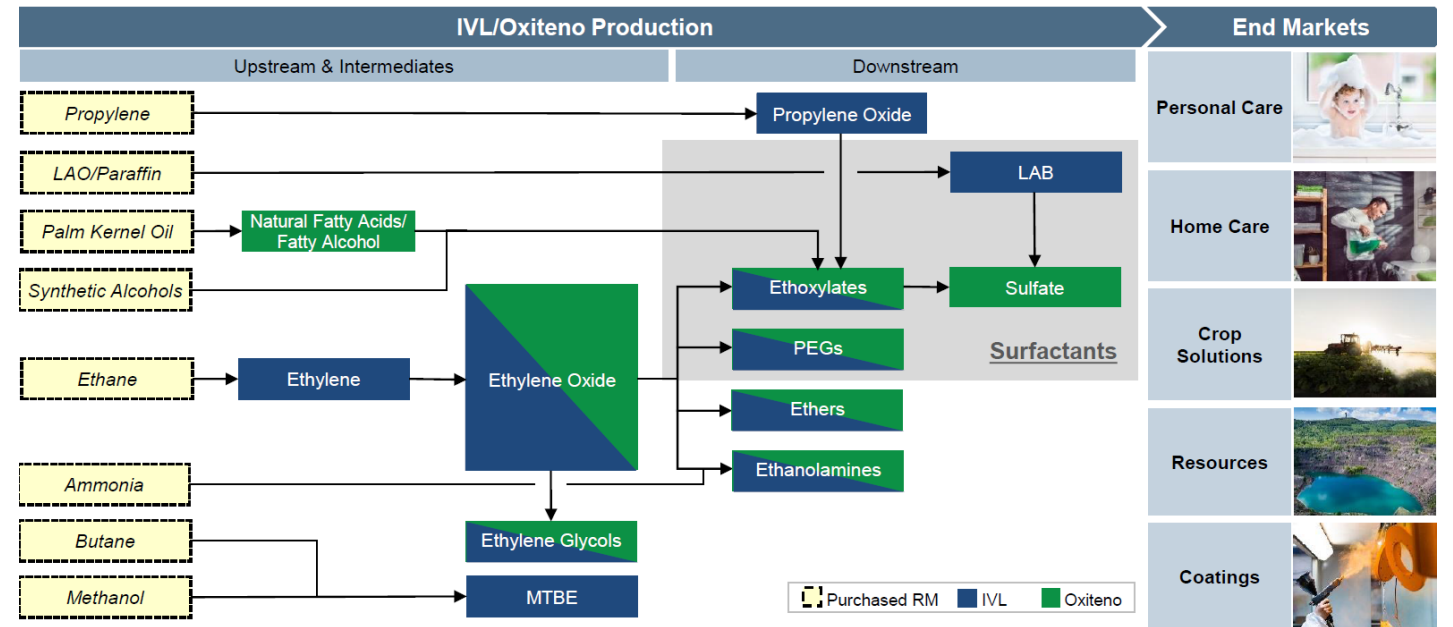 IVL/Oxiteno Production
End Markets
Upstream & Intermediates
Downstream
Propylene
Propylene Oxide
LAO/Paraffin
LAB
Palm Kernel Oil
Natural Fatty Acids/
Fatty Alcohol
Synthetic Alcohols
Ethoxylates
Sulfate
PEGs
Surfactants
Ethane
Ethylene
Ethylene Oxide
Ethers
Ethanolamines
Ammonia
Butane
Ethylene Glycols
Methanol
MTBE
Purchased RM
IVL
Oxiteno
Personal Care
Home Care
Crop
Solutions
Resources
Coatings